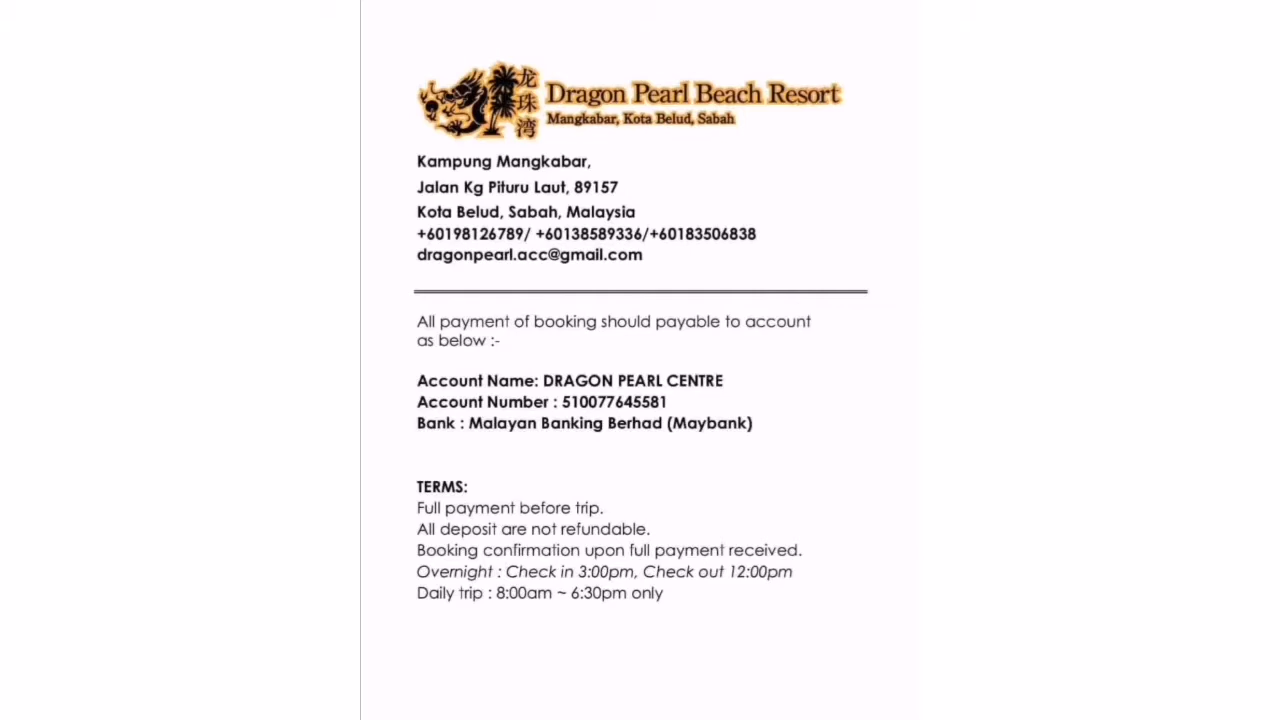 龙珠湾
Dragon Pearl Beach Resort
Mangkabar, Kota Belud, Sabah
Kampung Mangkabar,
Jalan Kg Pituru Laut, 89157
Kota Belud, Sabah, Malaysia
+60198126789/ +60138589336/+60183506838
dragonpearl.acc@gmail.com
All payment of booking should payable to account
as below :-
Account Name: DRAGON PEARL CENTRE
Account Number : 510077645581
Bank : Malayan Banking Berhad (Maybank)
TERMS:
Full payment before trip.
All deposit are not refundable.
Booking confirmation upon full payment received.
Overnight : Check in 3:00pm, Check out 12:00pm
Daily trip : 8:00am ~ 6:30pm only